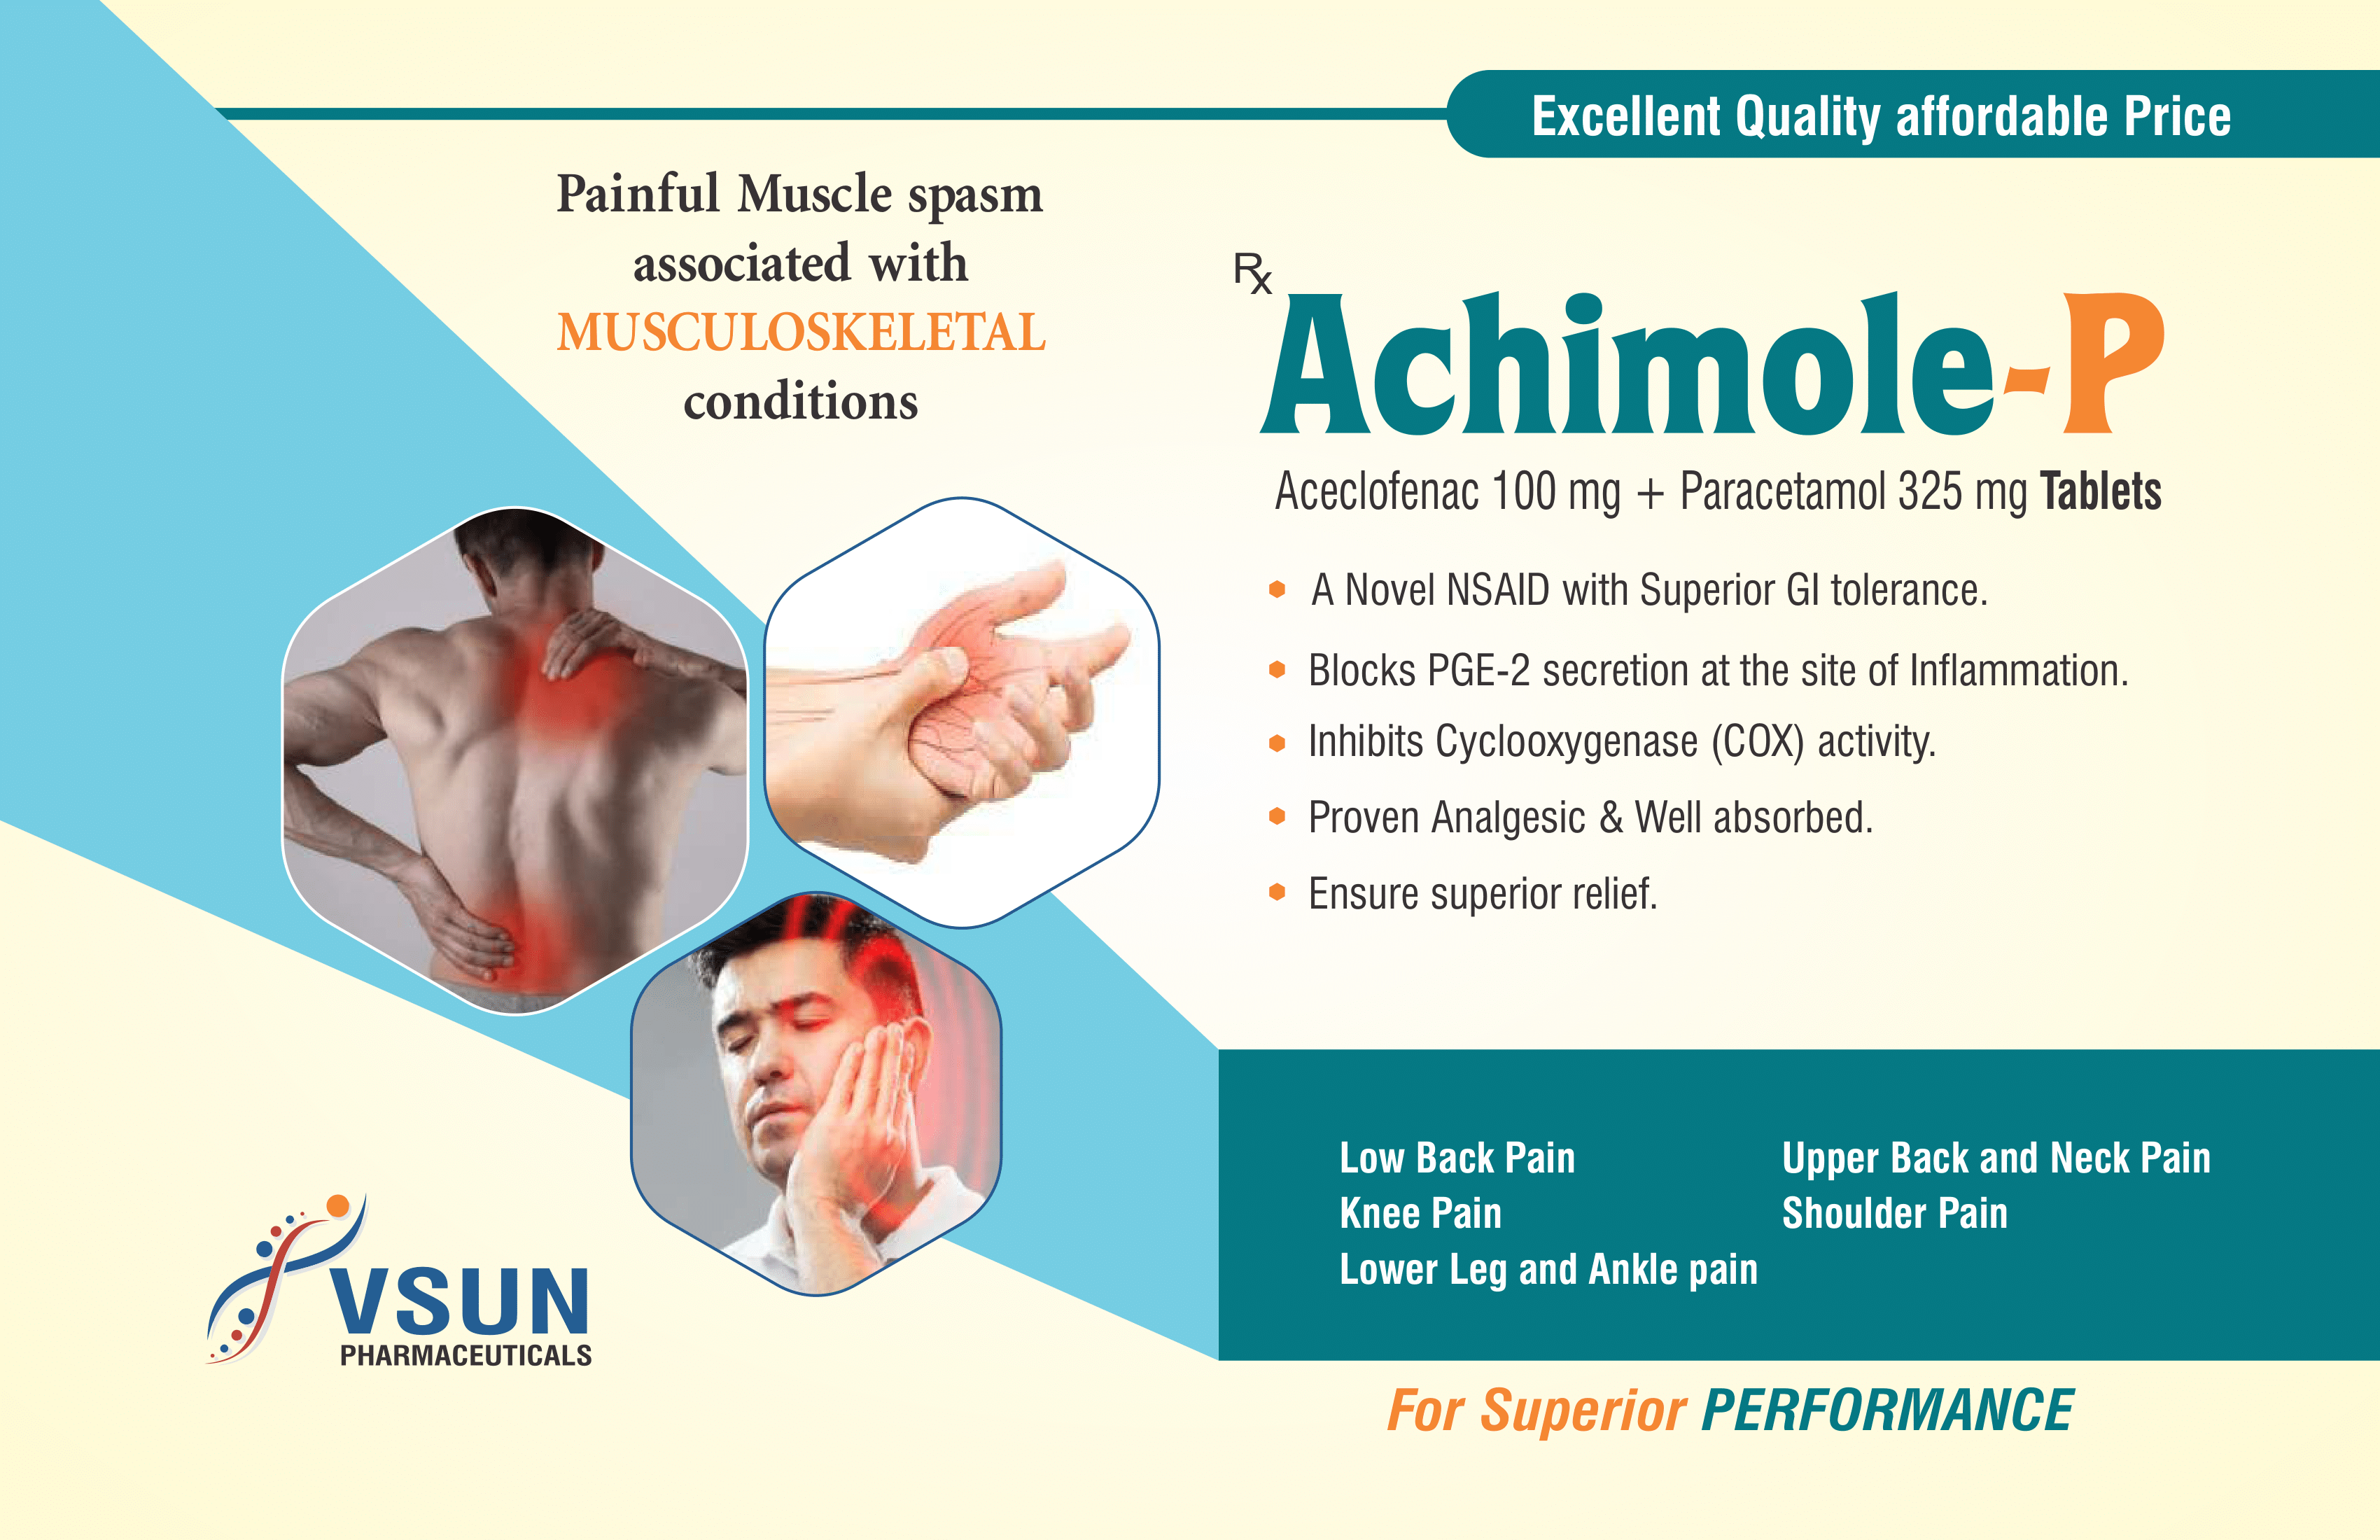 Excellent Quality affordable Price
Painful Muscle spasm
associated with
MUSCULOSKELETAL
conditions
Rx
Achimole-P
Aceclofenac 100 mg + Paracetamol 325 mg Tablets
A Novel NSAID with Superior GI tolerance.
Blocks PGE-2 secretion at the site of Inflammation.
Inhibits Cyclooxygenase (COX) activity.
Proven Analgesic & Well absorbed.
Ensure superior relief.
Low Back Pain
Knee Pain
Lower Leg and Ankle pain
Upper Back and Neck Pain
Shoulder Pain
VSUN
PHARMACEUTICALS
For Superior PERFORMANCE